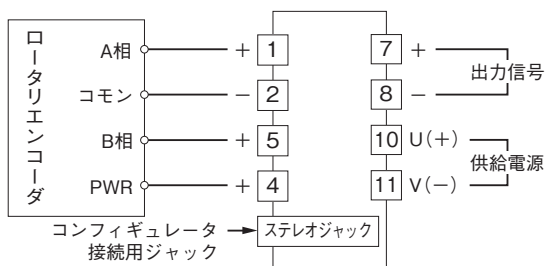 ロータリエンコーダ
A相
コモン
B相
PWR
+ 1
− 2
+ 5
+ 4
7 +
8 −
10 U(+)
11 V(−)
出力信号
供給電源
コンフィギュレータ
接続用ジャック
ステレオジャック